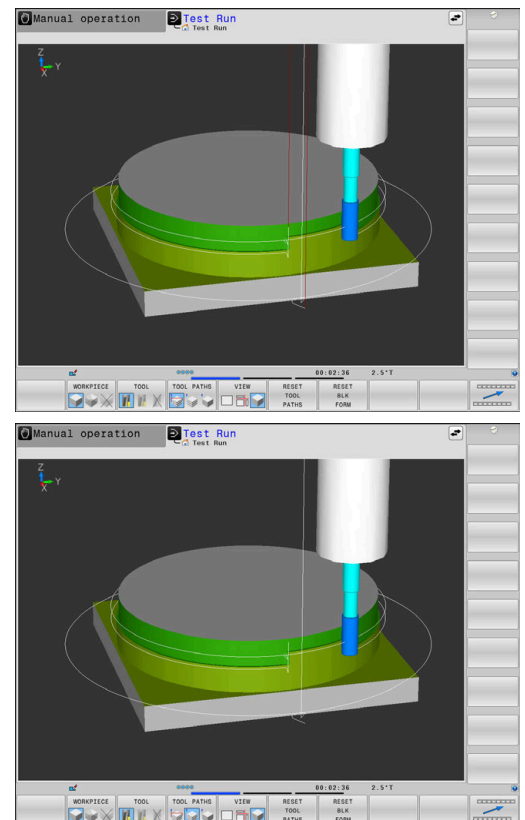 Manual operation
Test Run
Test Run
Z
Y
X
00:02:36 2.5*T
WORKPIECE TOOL TOOL PATHS VIEW RESET TOOL PATHS RESET BLK FORM
Manual operation
Test Run
Test Run
Z
Y
X
00:02:36 2.5*T
WORKPIECE TOOL TOOL PATHS VIEW RESET TOOL PATHS RESET BLK FORM